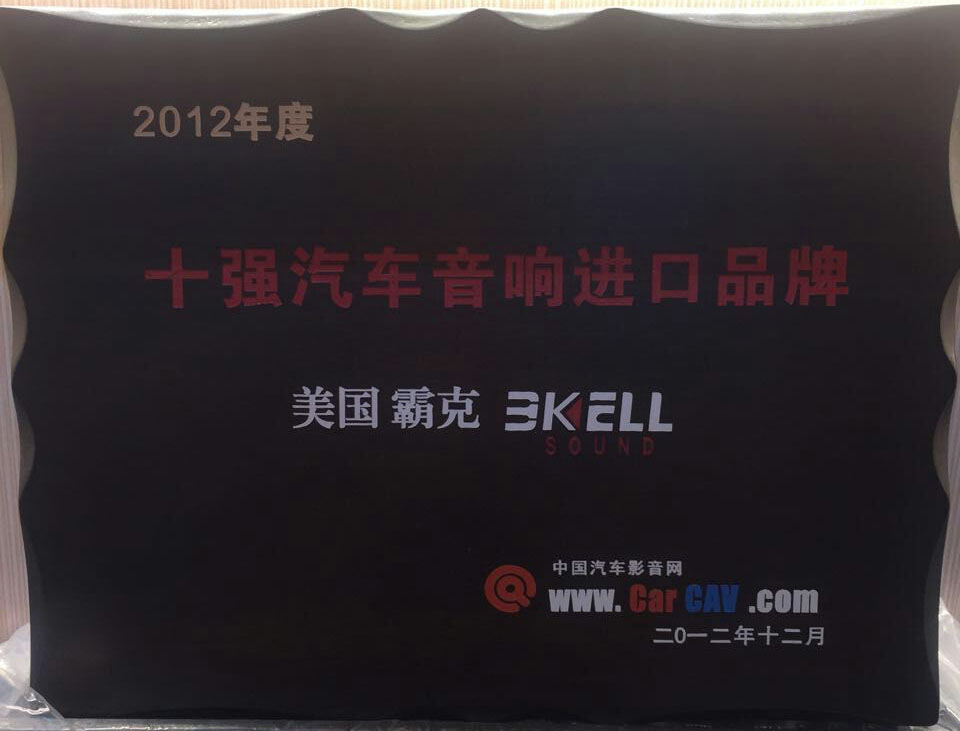 2012年度
十强汽车音响进口品牌
美国 霸克 BKELL
SOUND
中国汽车影音网
www.CarCAV.com
二0一二年十二月